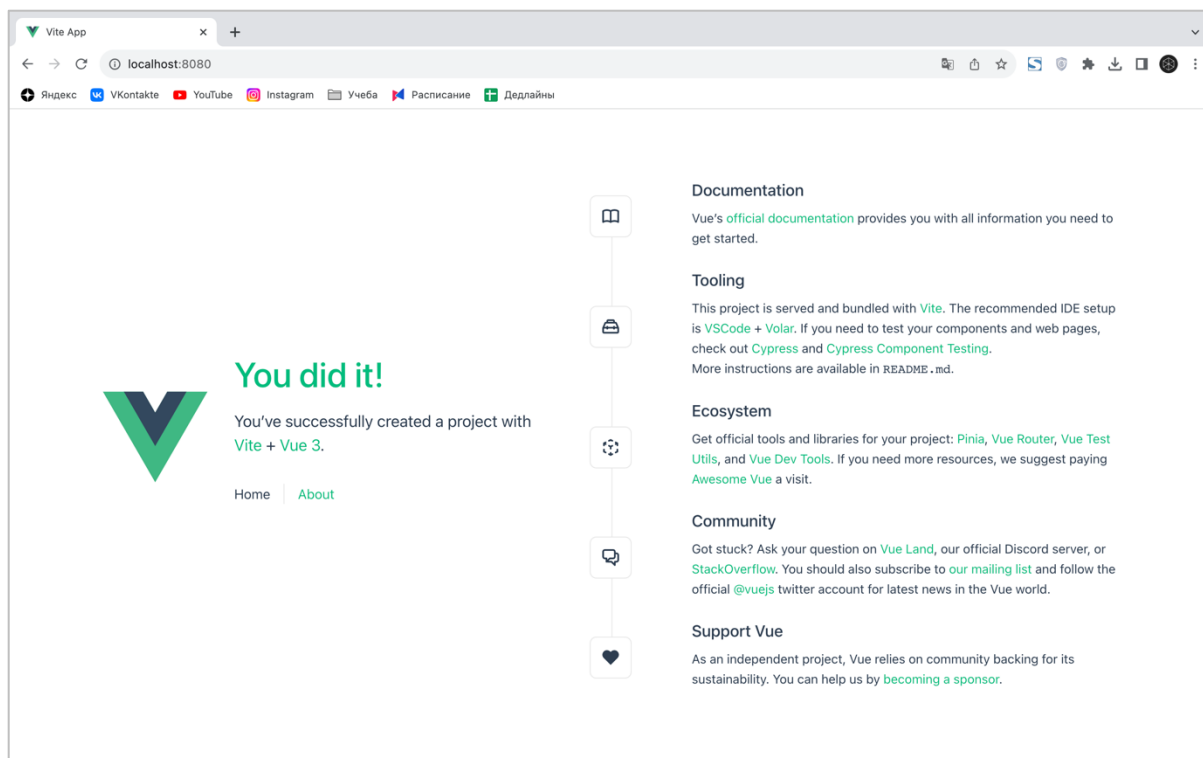 Vite App
localhost:8080
Яндекс VKontakte YouTube Instagram Учеба Расписание Дедлайны
You did it!
You’ve successfully created a project with
Vite + Vue 3.
Home About
Documentation
Vue’s official documentation provides you with all information you need to
get started.
Tooling
This project is served and bundled with Vite. The recommended IDE setup
is VSCode + Volar. If you need to test your components and web pages,
check out Cypress and Cypress Component Testing.
More instructions are available in README.md.
Ecosystem
Get official tools and libraries for your project: Pinia, Vue Router, Vue Test
Utils, and Vue Dev Tools. If you need more resources, we suggest paying
Awesome Vue a visit.
Community
Got stuck? Ask your question on Vue Land, our official Discord server, or
StackOverflow. You should also subscribe to our mailing list and follow the
official @vuejs twitter account for latest news in the Vue world.
Support Vue
As an independent project, Vue relies on community backing for its
sustainability. You can help us by becoming a sponsor.